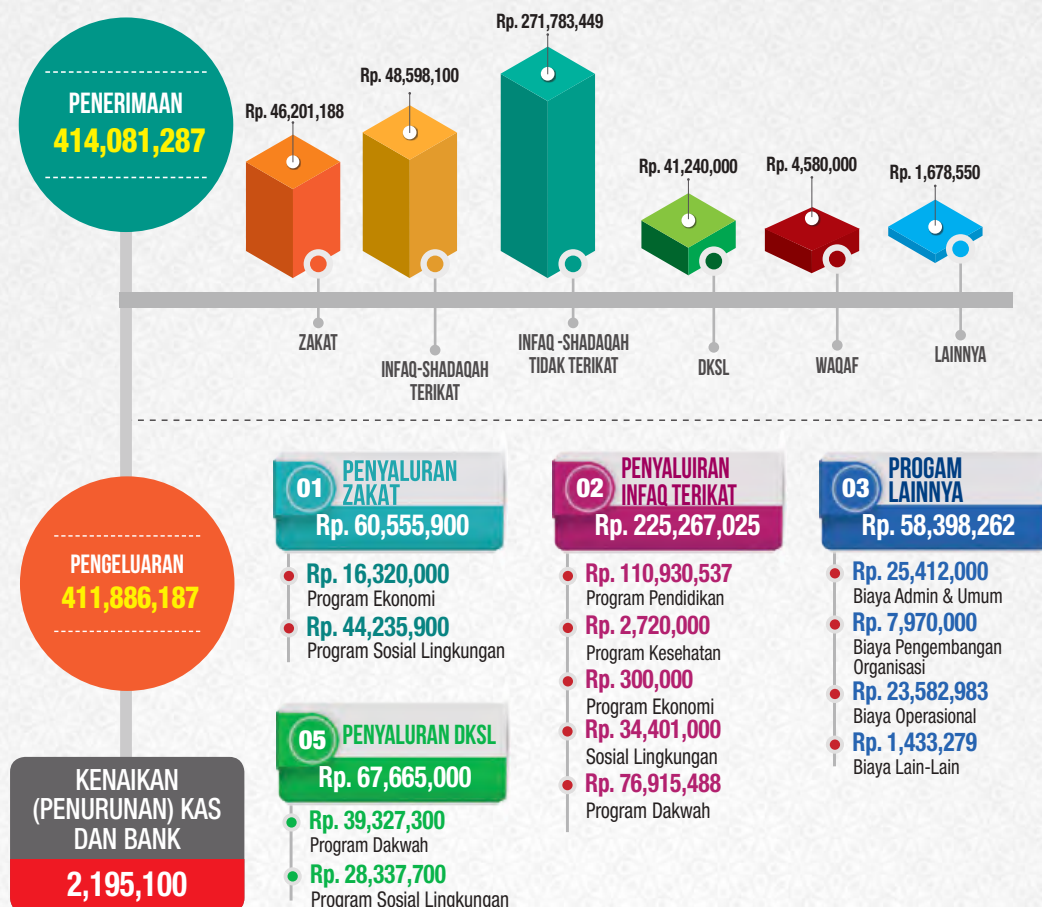 PENERIMAAN
414,081,287
Rp. 46,201,188
Rp. 48,598,100
Rp. 271,783,449
Rp. 41,240,000
Rp. 4,580,000
Rp. 1,678,550
ZAKAT
INFAQ-SHADAQAH
TERIKAT
INFAQ -SHADAQAH
TIDAK TERIKAT
DKSL
WAQAF
LAINNYA
PENGELUARAN
411,886,187
KENAIKAN
(PENURUNAN) KAS
DAN BANK
2,195,100
01
PENYALURAN
ZAKAT
Rp. 60,555,900
Rp. 16,320,000
Program Ekonomi
Rp. 44,235,900
Program Sosial Lingkungan
02
PENYALUIRAN
INFAQ TERIKAT
Rp. 225,267,025
Rp. 110,930,537
Program Pendidikan
Rp. 2,720,000
Program Kesehatan
Rp. 300,000
Program Ekonomi
Rp. 34,401,000
Sosial Lingkungan
Rp. 76,915,488
Program Dakwah
03
PROGAM
LAINNYA
Rp. 58,398,262
Rp. 25,412,000
Biaya Admin & Umum
Rp. 7,970,000
Biaya Pengembangan
Organisasi
Rp. 23,582,983
Biaya Operasional
Rp. 1,433,279
Biaya Lain-Lain
05
PENYALURAN DKSL
Rp. 67,665,000
Rp. 39,327,300
Program Dakwah
Rp. 28,337,700
Program Sosial Lingkungan